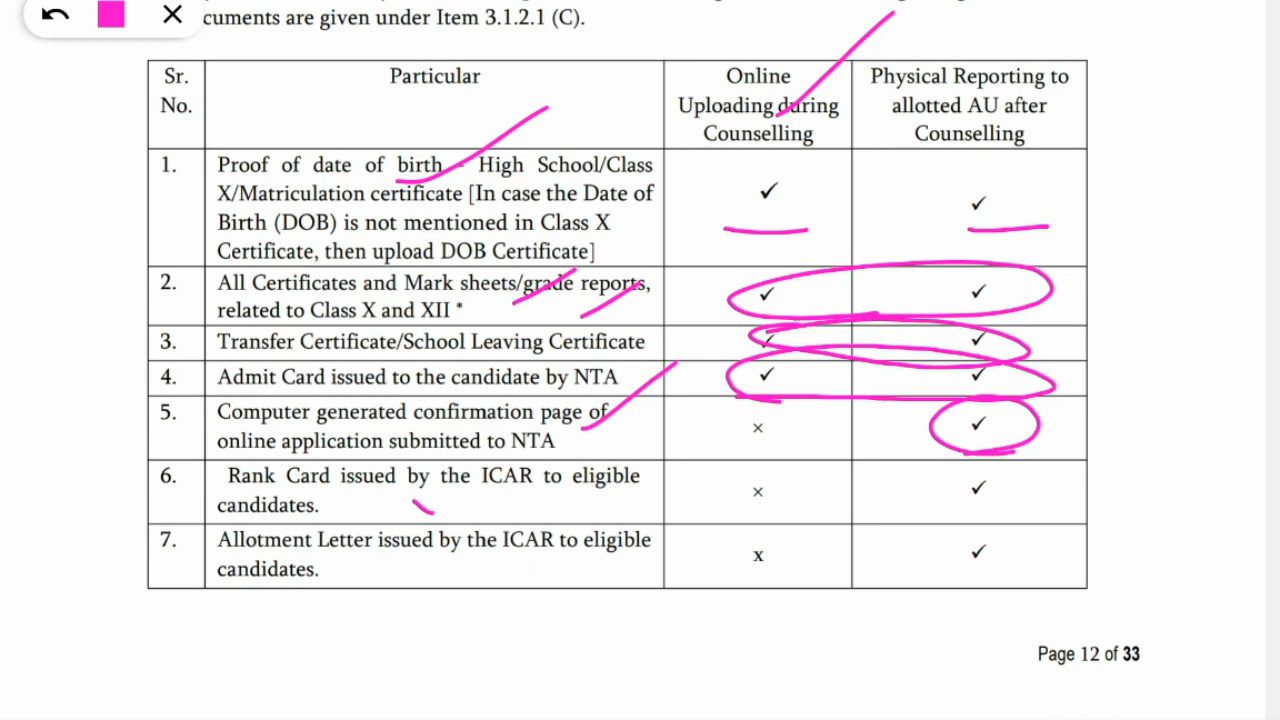 cuments are given under Item 3.1.2.1 (C).
Sr. No.
Particular
Online Uploading during Counselling
Physical Reporting to allotted AU after Counselling
1.
Proof of date of birth – High School/Class
X/Matriculation certificate [In case the Date of
Birth (DOB) is not mentioned in Class X
Certificate, then upload DOB Certificate]
✓
✓
2.
All Certificates and Mark sheets/grade reports,
related to Class X and XII *
✓
✓
3.
Transfer Certificate/School Leaving Certificate
✓
✓
4.
Admit Card issued to the candidate by NTA
✓
✓
5.
Computer generated confirmation page of
online application submitted to NTA
×
✓
6.
Rank Card issued by the ICAR to eligible
candidates.
×
✓
7.
Allotment Letter issued by the ICAR to eligible
candidates.
x
✓
Page 12 of 33